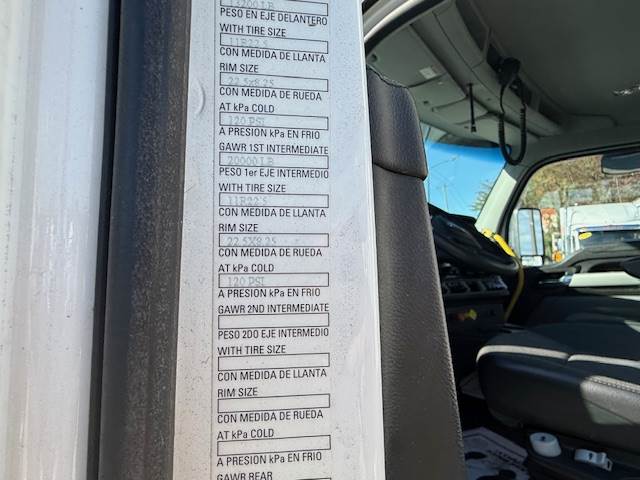 13200 LB
PESO EN EJE DELANTERO
WITH TIRE SIZE
11R22.5
CON MEDIDA DE LLANTA
RIM SIZE
22.5x8.25
CON MEDIDA DE RUEDA
AT kPa COLD
120 PSI
A PRESION kPa EN FRIO
GAWR 1ST INTERMEDIATE
20000 LB
PESO 1er EJE INTERMEDIO
WITH TIRE SIZE
11R22.5
CON MEDIDA DE LLANTA
RIM SIZE
22.5X8.25
CON MEDIDA DE RUEDA
AT kPa COLD
120 PSI
A PRESION kPa EN FRIO
GAWR 2ND INTERMEDIATE
PESO 2DO EJE INTERMEDIO
WITH TIRE SIZE
CON MEDIDA DE LLANTA
RIM SIZE
CON MEDIDA DE RUEDA
AT kPa COLD
A PRESION kPa EN FRIO
GAWR REAR